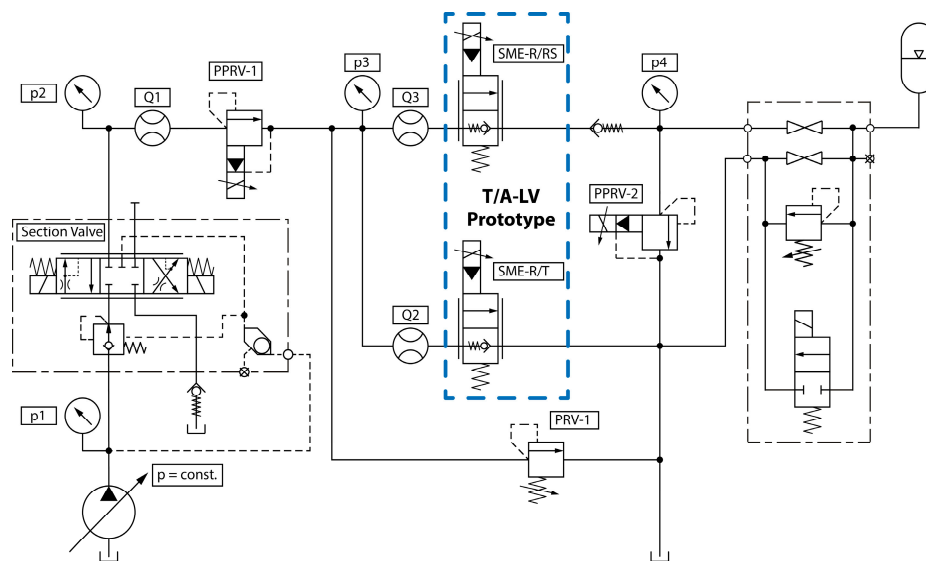 SME-R/RS
p2
PPRV-1
p3
p4
Q1
Q3
T/A-LV
Prototype
PPRV-2
Section Valve
SME-R/T
Q2
p1
PRV-1
p = const.